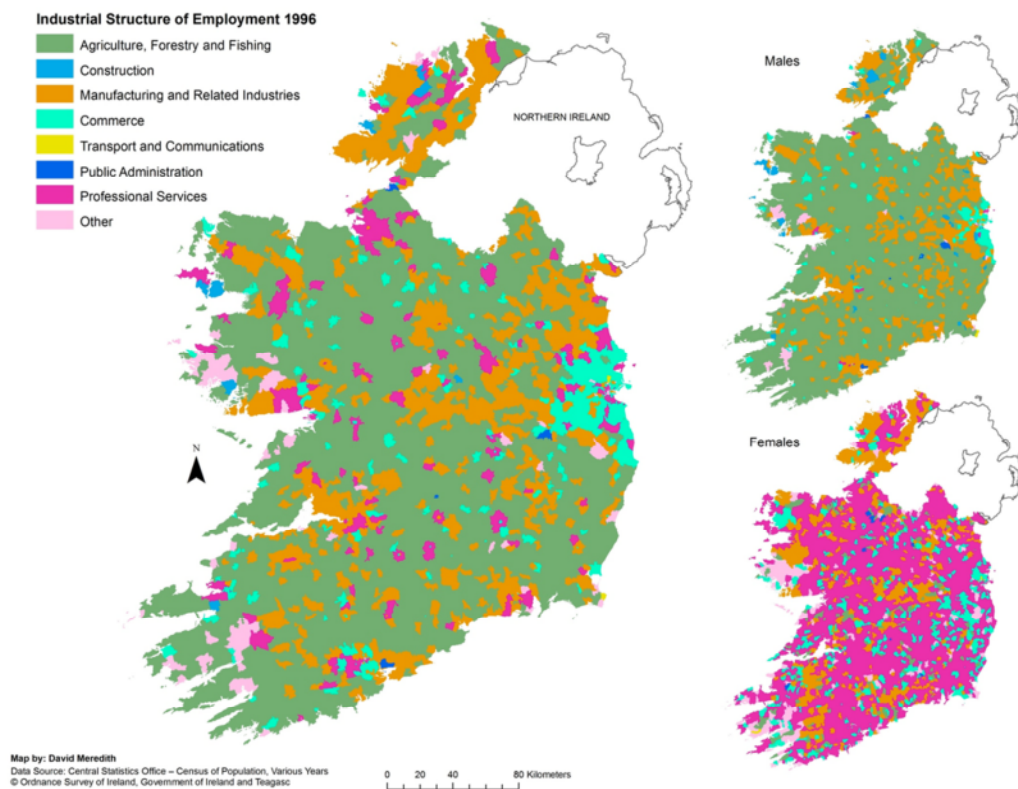 Industrial Structure of Employment 1996
Agriculture, Forestry and Fishing
Construction
Manufacturing and Related Industries
Commerce
Transport and Communications
Public Administration
Professional Services
Other
NORTHERN IRELAND
Males
Females
N
Map by: David Meredith
Data Source: Central Statistics Office – Census of Population, Various Years
© Ordnance Survey of Ireland, Government of Ireland and Teagasc
0 20 40 80 Kilometers